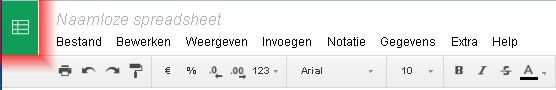 Naamloze spreadsheet
Bestand Bewerken Weergeven Invoegen Notatie Gegevens Extra Help
€ % .0 .00 123 Arial 10 B I S A